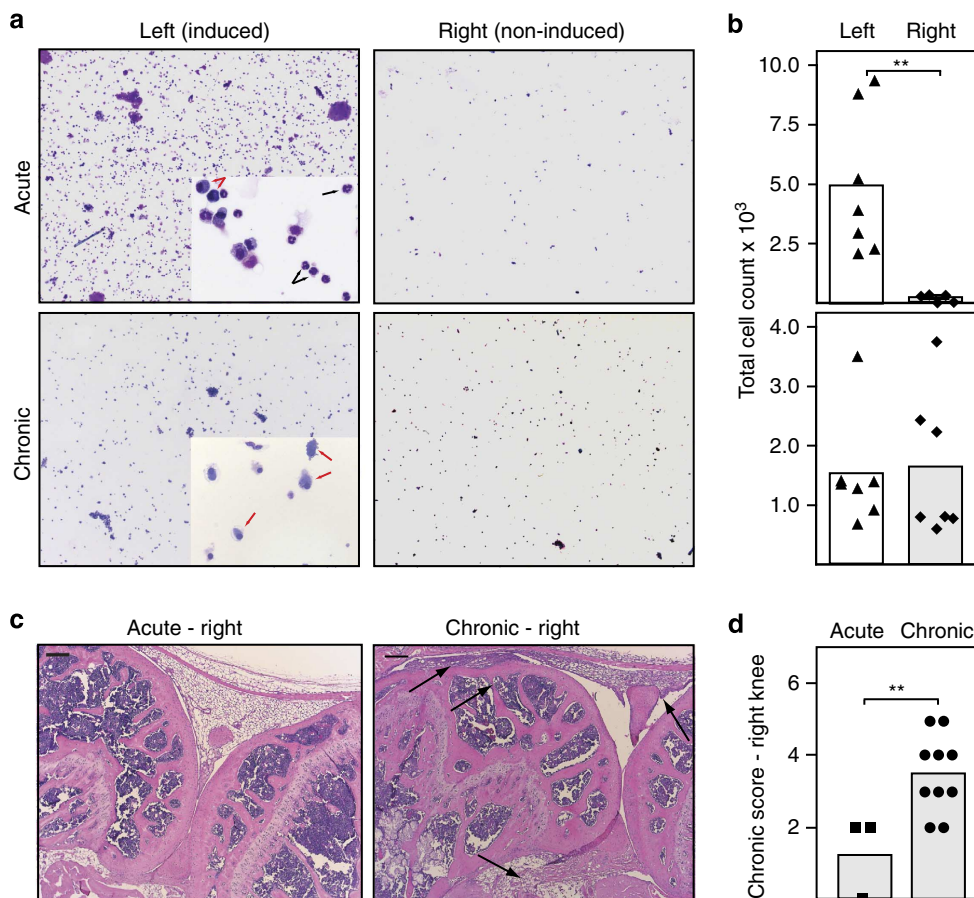 a
Left (induced)
Right (non-induced)
Acute
Chronic
b
Left
Right
**
10.0
7.5
5.0
2.5
Total cell count x 10³
4.0
3.0
2.0
1.0
c
Acute - right
Chronic - right
d
Acute
Chronic
**
6
4
2
Chronic score - right knee